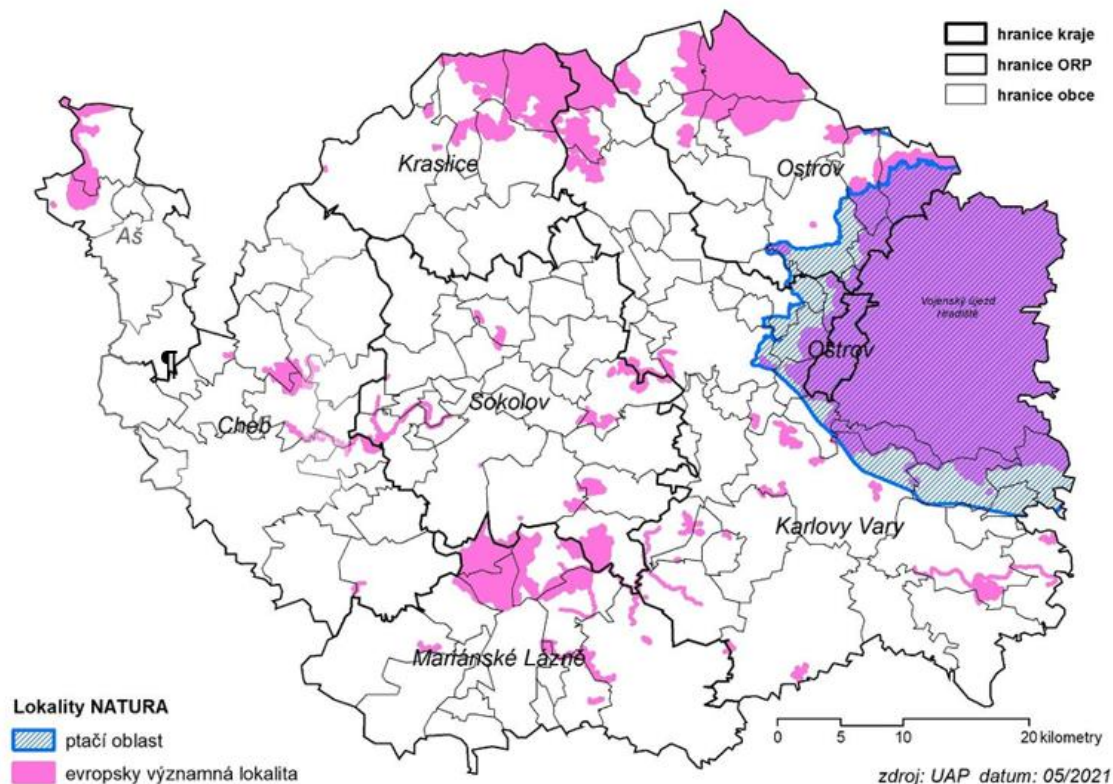 hranice kraje
hranice ORP
hranice obce
Kraslice
Ostrov
Aš
Vojenský újezd
Hradiště
Ostrov
¶
Sokolov
Cheb
Karlovy Vary
Mariánské Lázně
Lokality NATURA
ptačí oblast
evropsky významná lokalita
0 5 10 20 kilometry
zdroj: UAP datum: 05/2021